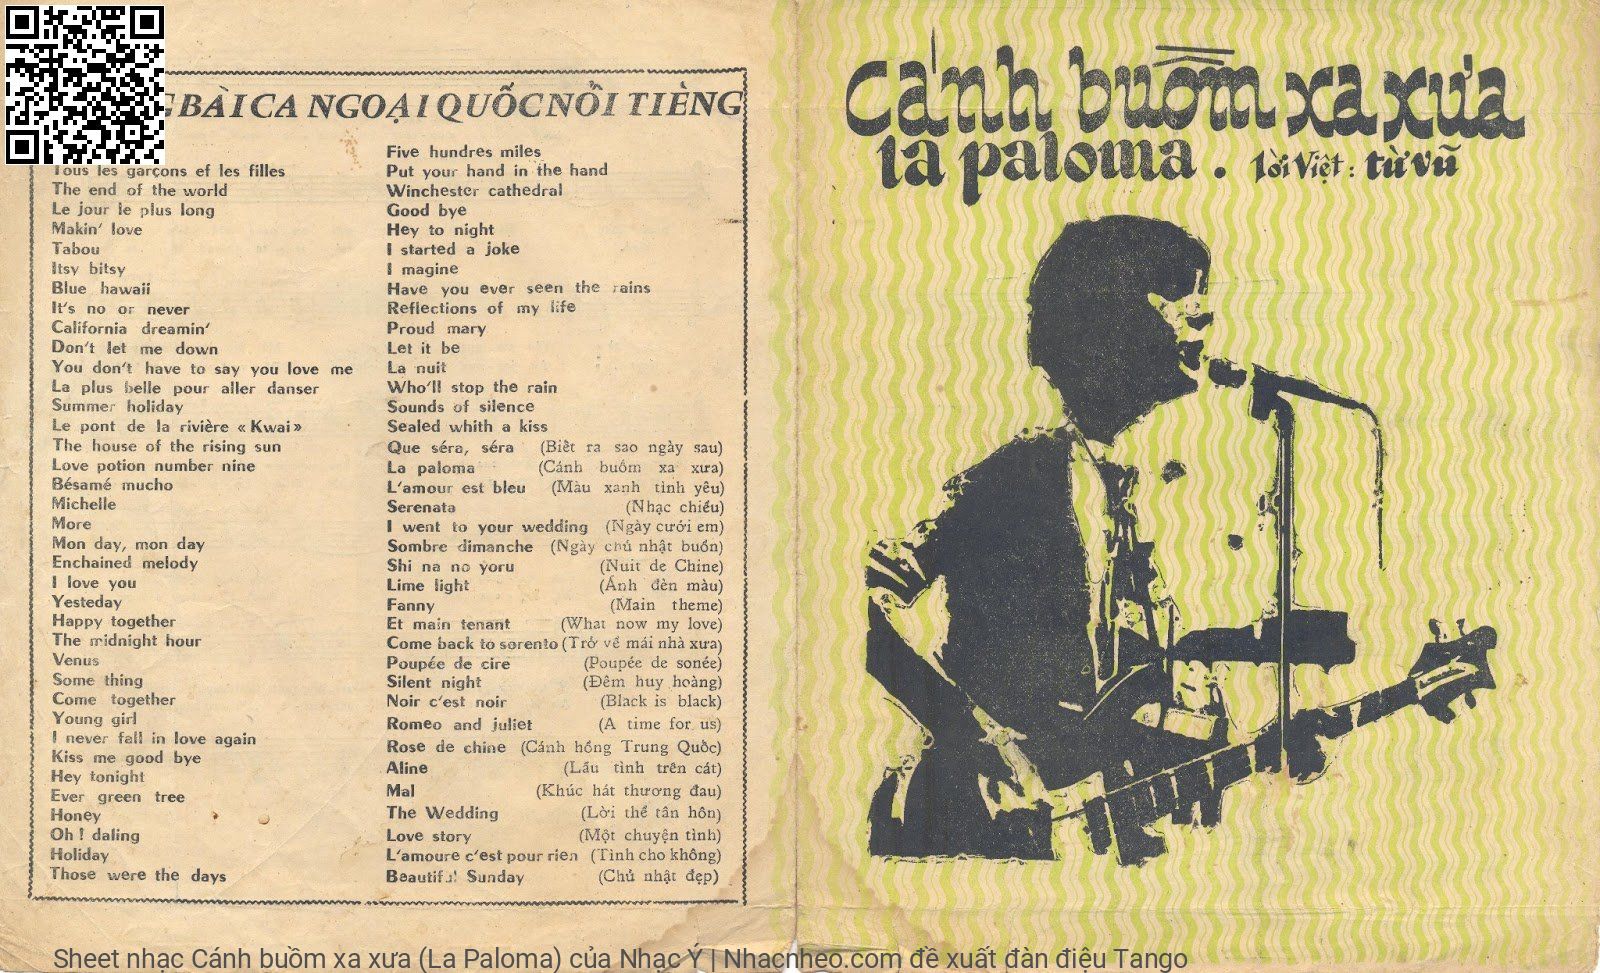 GBÀI CA NGOẠI QUỐC NỔI TIẾNG
Tous les garçons ef les filles
The end of the world
Le jour le plus long
Makin' love
Tabou
Itsy bitsy
Blue hawaii
It's no or never
California dreamin'
Don't let me down
You don't have to say you love me
La plus belle pour aller danser
Summer holiday
Le pont de la rivière « Kwai »
The house of the rising sun
Love potion number nine
Bésamé mucho
Michelle
More
Mon day, mon day
Enchained melody
I love you
Yesteday
Happy together
The midnight hour
Venus
Some thing
Come together
Young girl
I never fall in love again
Kiss me good bye
Hey tonight
Ever green tree
Honey
Oh ! daling
Holiday
Those were the days
Five hundres miles
Put your hand in the hand
Winchester cathedral
Good bye
Hey to night
I started a joke
I magine
Have you ever seen the rains
Reflections of my life
Proud mary
Let it be
La nuit
Who'll stop the rain
Sounds of silence
Sealed whith a kiss
Que séra, séra (Biết ra sao ngày sau)
La paloma (Cánh buồm xa xưa)
L'amour est bleu (Màu xanh tình yêu)
Serenata (Nhạc chiều)
I went to your wedding (Ngày cưới em)
Sombre dimanche (Ngày chủ nhật buồn)
Shi na no yoru (Nuit de Chine)
Lime light (Ánh đèn màu)
Fanny (Main theme)
Et main tenant (What now my love)
Come back to sorento (Trở về mái nhà xưa)
Poupée de cire (Poupée de sonée)
Silent night (Đêm huy hoàng)
Noir c'est noir (Black is black)
Romeo and juliet (A time for us)
Rose de chine (Cánh hồng Trung Quốc)
Aline (Lâu tình trên cát)
Mal (Khúc hát thương đau)
The Wedding (Lời thề tân hôn)
Love story (Một chuyện tình)
L'amoure c'est pour rien (Tình cho không)
Beautiful Sunday (Chủ nhật đẹp)
Cánh buồm xa xưa
la paloma . lời Việt : từ vũ
Sheet nhạc Cánh buồm xa xưa (La Paloma) của Nhạc Ý | Nhacnheo.com đề xuất đàn điệu Tango